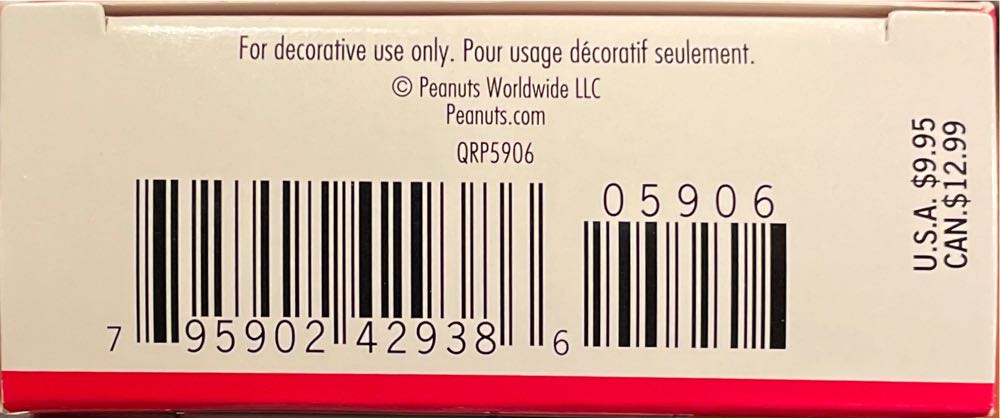 For decorative use only. Pour usage décoratif seulement.
© Peanuts Worldwide LLC
Peanuts.com
QRP5906
05906
7 95902 42938 6
U.S.A. $9.95
CAN.$12.99